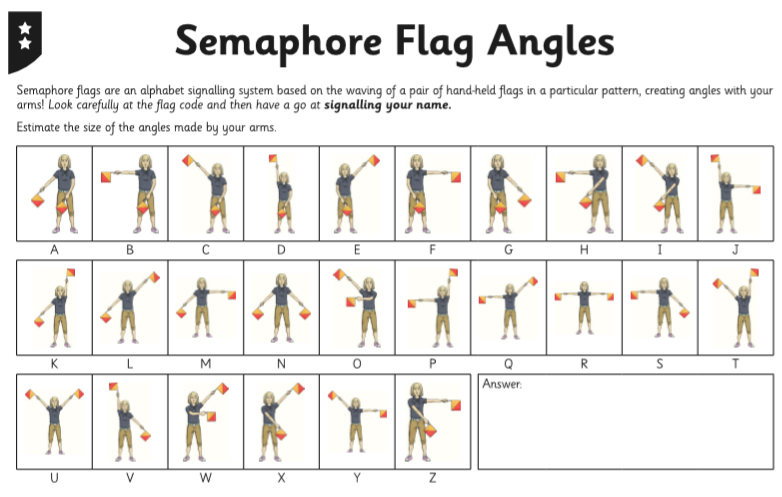 Semaphore Flag Angles
Semaphore flags are an alphabet signalling system based on the waving of a pair of hand-held flags in a particular pattern, creating angles with your
arms! Look carefully at the flag code and then have a go at signalling your name.
Estimate the size of the angles made by your arms.
A B C D E F G H I J
K L M N O P Q R S T
Answer:
U V W X Y Z